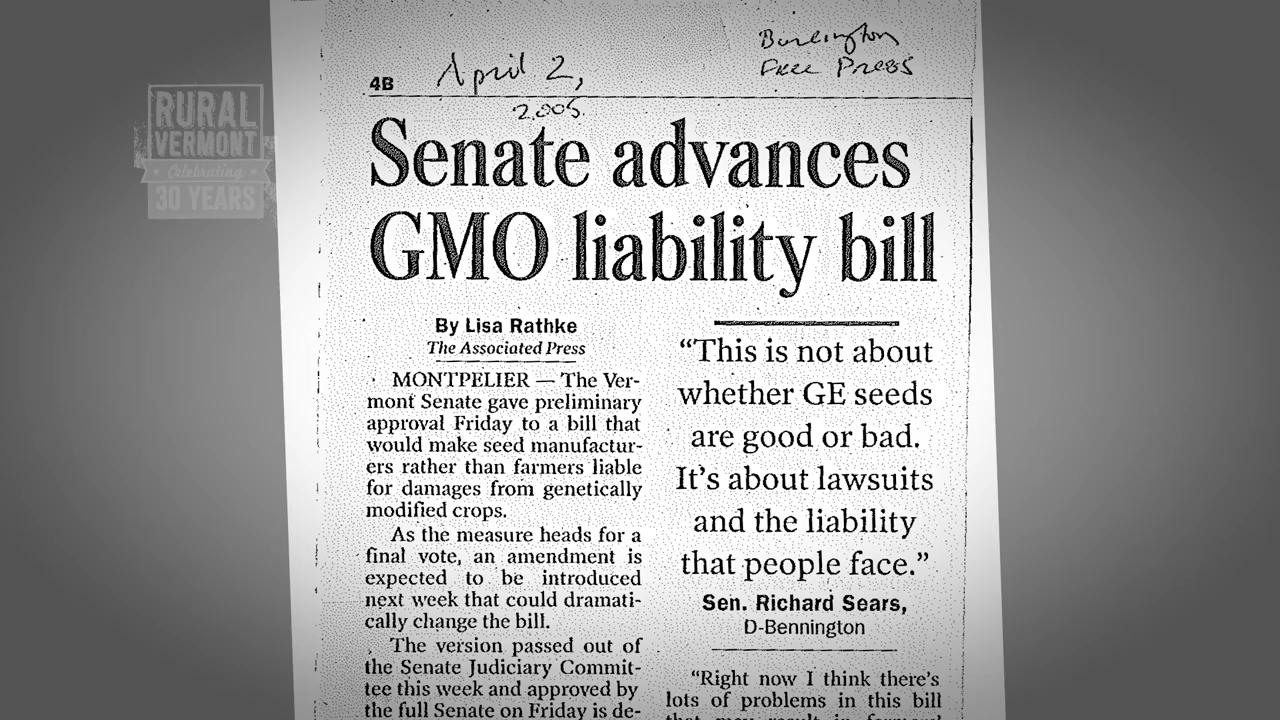 RURAL
VERMONT
Celebrating
30 YEARS
4B
April 2,
2005.
Burlington
Free Press
Senate advances
GMO liability bill
By Lisa Rathke
The Associated Press
MONTPELIER — The Ver-
mont Senate gave preliminary
approval Friday to a bill that
would make seed manufactur-
ers rather than farmers liable
for damages from genetically
modified crops.
As the measure heads for a
final vote, an amendment is
expected to be introduced
next week that could dramati-
cally change the bill.
The version passed out of
the Senate Judiciary Commit-
tee this week and approved by
the full Senate on Friday is de-
“This is not about
whether GE seeds
are good or bad.
It’s about lawsuits
and the liability
that people face.”
Sen. Richard Sears,
D-Bennington
“Right now I think there’s
lots of problems in this bill
that may result in farmers’